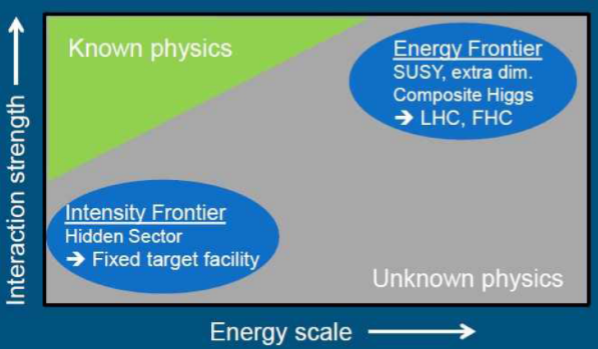 Known physics
Energy Frontier
SUSY, extra dim.
Composite Higgs
➔ LHC, FHC
Interaction strength
Intensity Frontier
Hidden Sector
➔ Fixed target facility
Unknown physics
Energy scale